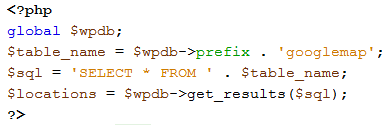 <?php
global $wpdb;
$table_name = $wpdb->prefix . 'googlemap';
$sql = 'SELECT * FROM ' . $table_name;
$locations = $wpdb->get_results($sql);
?>